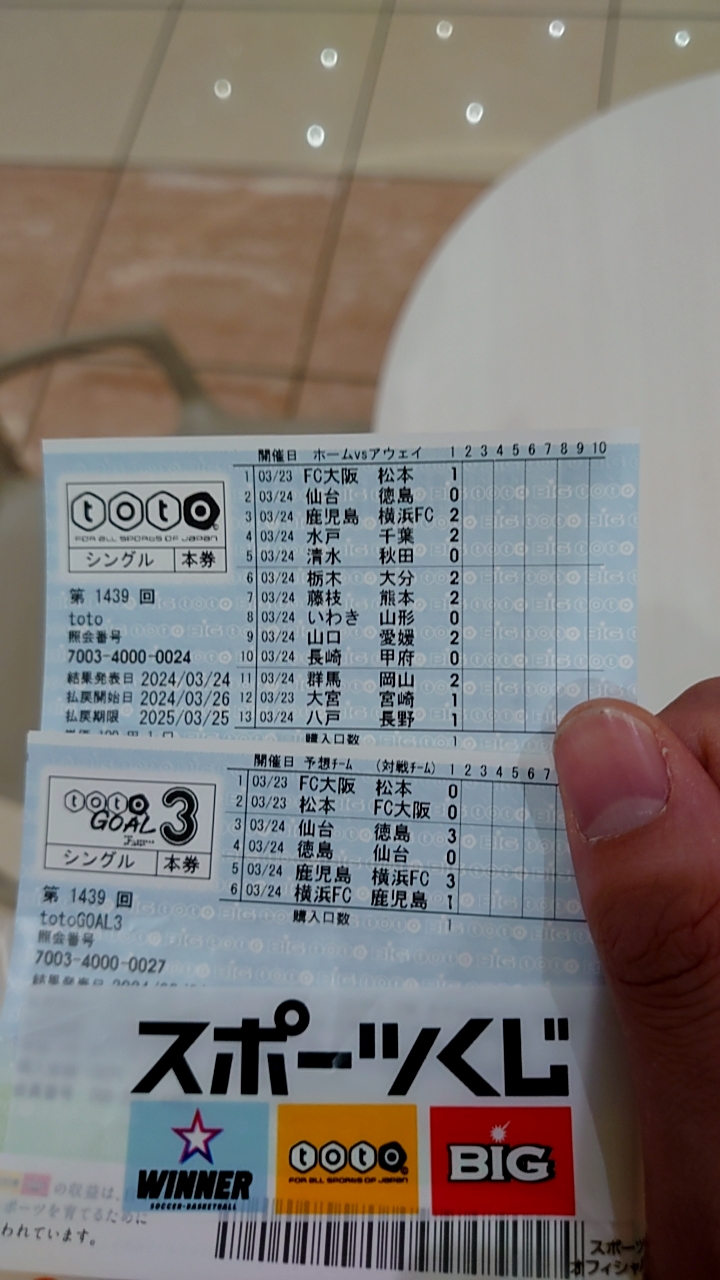 開催日 ホームvsアウェイ 1 2 3 4 5 6 7 8 9 10
1 03/23 FC大阪 松本 1
2 03/24 仙台 徳島 0
3 03/24 鹿児島 横浜FC 2
4 03/24 水戸 千葉 2
5 03/24 清水 秋田 0
6 03/24 栃木 大分 2
7 03/24 藤枝 熊本 2
8 03/24 いわき 山形 0
9 03/24 山口 愛媛 2
10 03/24 長崎 甲府 0
11 03/24 群馬 岡山 2
12 03/23 大宮 宮崎 1
13 03/24 八戸 長野 1
購入口数 1
toto
FOR ALL SPORTS OF JAPAN
シングル 本券
第 1439 回
toto
照会番号
7003-4000-0024
結果発表日 2024/03/24
払戻開始日 2024/03/26
払戻期限 2025/03/25
開催日 予想チーム (対戦チーム) 1 2 3 4 5 6 7
1 03/23 FC大阪 松本 0
2 03/23 松本 FC大阪 0
3 03/24 仙台 徳島 3
4 03/24 徳島 仙台 0
5 03/24 鹿児島 横浜FC 3
6 03/24 横浜FC 鹿児島 1
購入口数 1
toto
GOAL 3
シングル 本券
第 1439 回
totoGOAL3
照会番号
7003-4000-0027
スポーツくじ
WINNER
SOCCER・BASKETBALL
toto
FOR ALL SPORTS OF JAPAN
BIG
の収益は、
ポーツを育てるために
われています。
スポーツ
オフィシャ